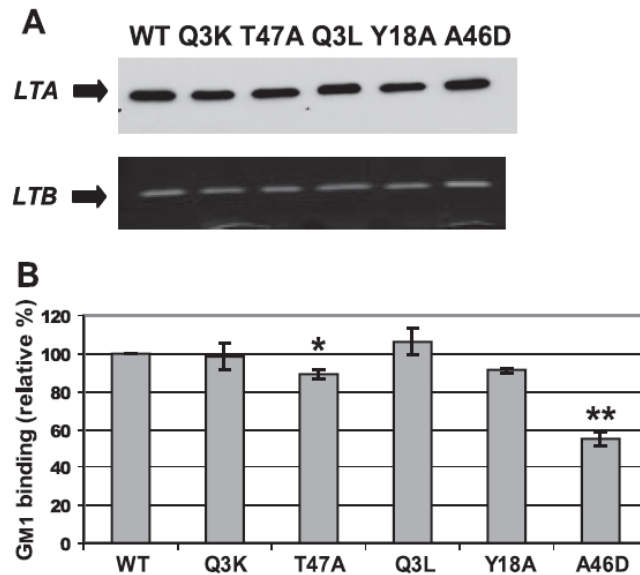 A
WT Q3K T47A Q3L Y18A A46D
LTA
LTB
B
GM1 binding (relative %)
120
100
80
60
40
20
0
*
**
WT Q3K T47A Q3L Y18A A46D